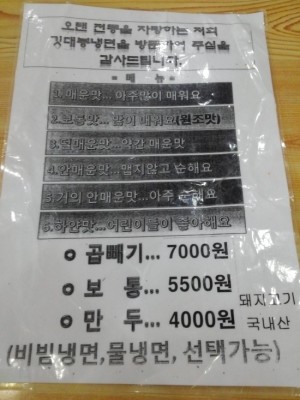 오랜 전통을 자랑하는 저희
깃대봉냉면을 방문하여 주심을
감사드립니다.
메 뉴
1. 매운맛... 아주많이 매워요
2. 보통맛... 많이 매워요(원조맛)
3. 덜매운맛... 약간 매운맛
4. 안매운맛... 맵지않고 순해요
5. 거의 안매운맛... 아주 순해요
6. 하얀맛... 어린이들이 좋아해요
곱빼기... 7000원
보 통... 5500원
돼지고기
만 두... 4000원 국내산
(비빔냉면,물냉면, 선택가능)